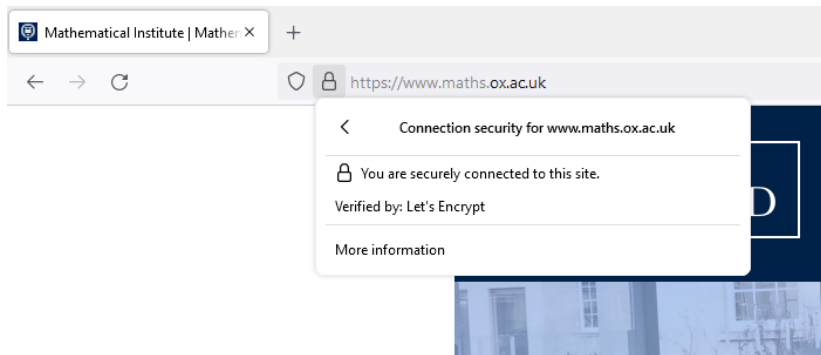 Mathematical Institute | Mathem
https://www.maths.ox.ac.uk
Connection security for www.maths.ox.ac.uk
You are securely connected to this site.
Verified by: Let's Encrypt
More information
D